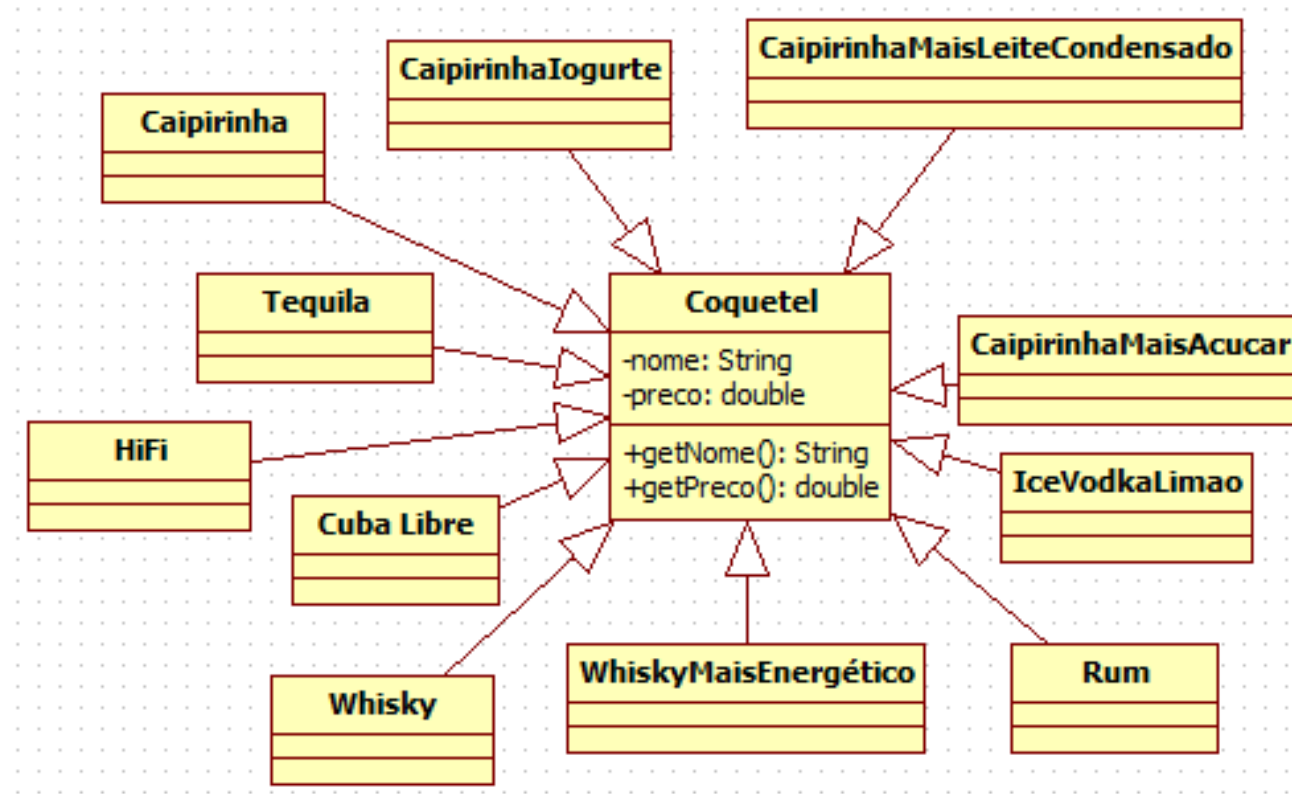 CaipirinhaMaisLeiteCondensado
CaipirinhaIogurte
Caipirinha
Tequila
Coquetel
-nome: String
-preco: double
+getNome(): String
+getPreco(): double
CaipirinhaMaisAcucar
HiFi
IceVodkaLimao
Cuba Libre
WhiskyMaisEnergético
Rum
Whisky